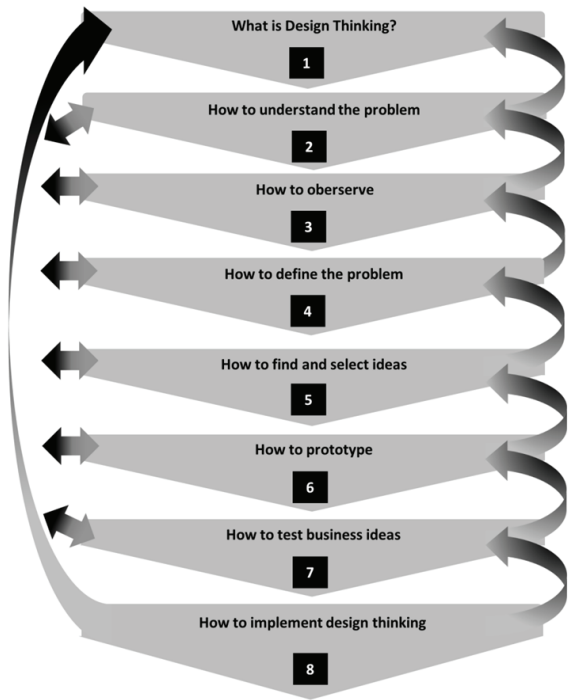 What is Design Thinking?
1
How to understand the problem
2
How to oberserve
3
How to define the problem
4
How to find and select ideas
5
How to prototype
6
How to test business ideas
7
How to implement design thinking
8